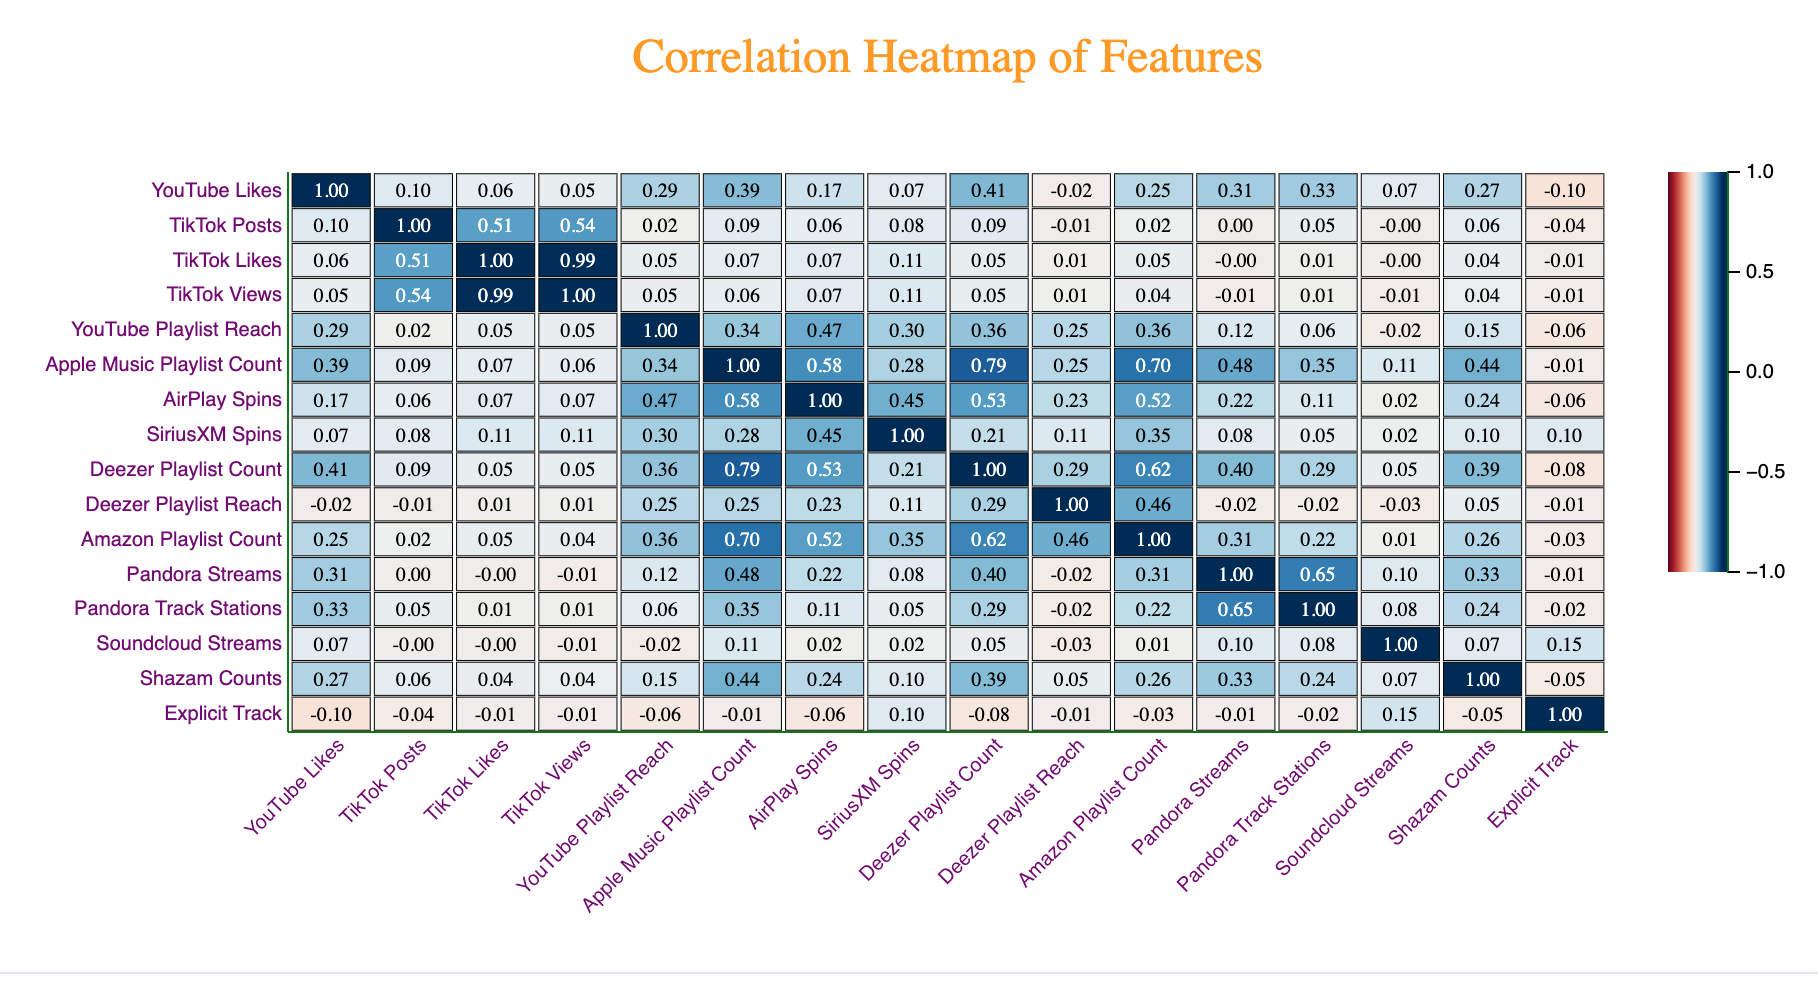 Correlation Heatmap of Features
YouTube Likes 1.00 0.10 0.06 0.05 0.29 0.39 0.17 0.07 0.41 -0.02 0.25 0.31 0.33 0.07 0.27 -0.10
TikTok Posts 0.10 1.00 0.51 0.54 0.02 0.09 0.06 0.08 0.09 -0.01 0.02 0.00 0.05 -0.00 0.06 -0.04
TikTok Likes 0.06 0.51 1.00 0.99 0.05 0.07 0.07 0.11 0.05 0.01 0.05 -0.00 0.01 -0.00 0.04 -0.01
TikTok Views 0.05 0.54 0.99 1.00 0.05 0.06 0.07 0.11 0.05 0.01 0.04 -0.01 0.01 -0.01 0.04 -0.01
YouTube Playlist Reach 0.29 0.02 0.05 0.05 1.00 0.34 0.47 0.30 0.36 0.25 0.36 0.12 0.06 -0.02 0.15 -0.06
Apple Music Playlist Count 0.39 0.09 0.07 0.06 0.34 1.00 0.58 0.28 0.79 0.25 0.70 0.48 0.35 0.11 0.44 -0.01
AirPlay Spins 0.17 0.06 0.07 0.07 0.47 0.58 1.00 0.45 0.53 0.23 0.52 0.22 0.11 0.02 0.24 -0.06
SiriusXM Spins 0.07 0.08 0.11 0.11 0.30 0.28 0.45 1.00 0.21 0.11 0.35 0.08 0.05 0.02 0.10 0.10
Deezer Playlist Count 0.41 0.09 0.05 0.05 0.36 0.79 0.53 0.21 1.00 0.29 0.62 0.40 0.29 0.05 0.39 -0.08
Deezer Playlist Reach -0.02 -0.01 0.01 0.01 0.25 0.25 0.23 0.11 0.29 1.00 0.46 -0.02 -0.02 -0.03 0.05 -0.01
Amazon Playlist Count 0.25 0.02 0.05 0.04 0.36 0.70 0.52 0.35 0.62 0.46 1.00 0.31 0.22 0.01 0.26 -0.03
Pandora Streams 0.31 0.00 -0.00 -0.01 0.12 0.48 0.22 0.08 0.40 -0.02 0.31 1.00 0.65 0.10 0.33 -0.01
Pandora Track Stations 0.33 0.05 0.01 0.01 0.06 0.35 0.11 0.05 0.29 -0.02 0.22 0.65 1.00 0.08 0.24 -0.02
Soundcloud Streams 0.07 -0.00 -0.00 -0.01 -0.02 0.11 0.02 0.02 0.05 -0.03 0.01 0.10 0.08 1.00 0.07 0.15
Shazam Counts 0.27 0.06 0.04 0.04 0.15 0.44 0.24 0.10 0.39 0.05 0.26 0.33 0.24 0.07 1.00 -0.05
Explicit Track -0.10 -0.04 -0.01 -0.01 -0.06 -0.01 -0.06 0.10 -0.08 -0.01 -0.03 -0.01 -0.02 0.15 -0.05 1.00
YouTube Likes
TikTok Posts
TikTok Likes
TikTok Views
YouTube Playlist Reach
Apple Music Playlist Count
AirPlay Spins
SiriusXM Spins
Deezer Playlist Count
Deezer Playlist Reach
Amazon Playlist Count
Pandora Streams
Pandora Track Stations
Soundcloud Streams
Shazam Counts
Explicit Track
1.0
0.5
0.0
−0.5
−1.0